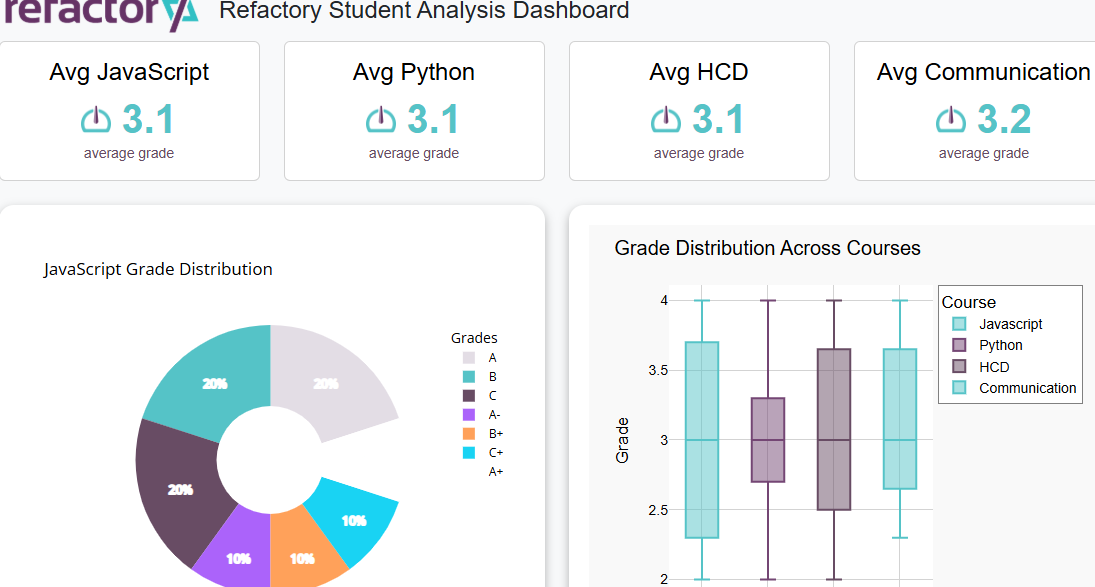 refactory
Refactory Student Analysis Dashboard
Avg JavaScript
3.1
average grade
Avg Python
3.1
average grade
Avg HCD
3.1
average grade
Avg Communication
3.2
average grade
JavaScript Grade Distribution
20%
20%
20%
10%
10%
10%
Grades
A
B
C
A-
B+
C+
A+
Grade Distribution Across Courses
4
3.5
3
2.5
2
Grade
Course
Javascript
Python
HCD
Communication